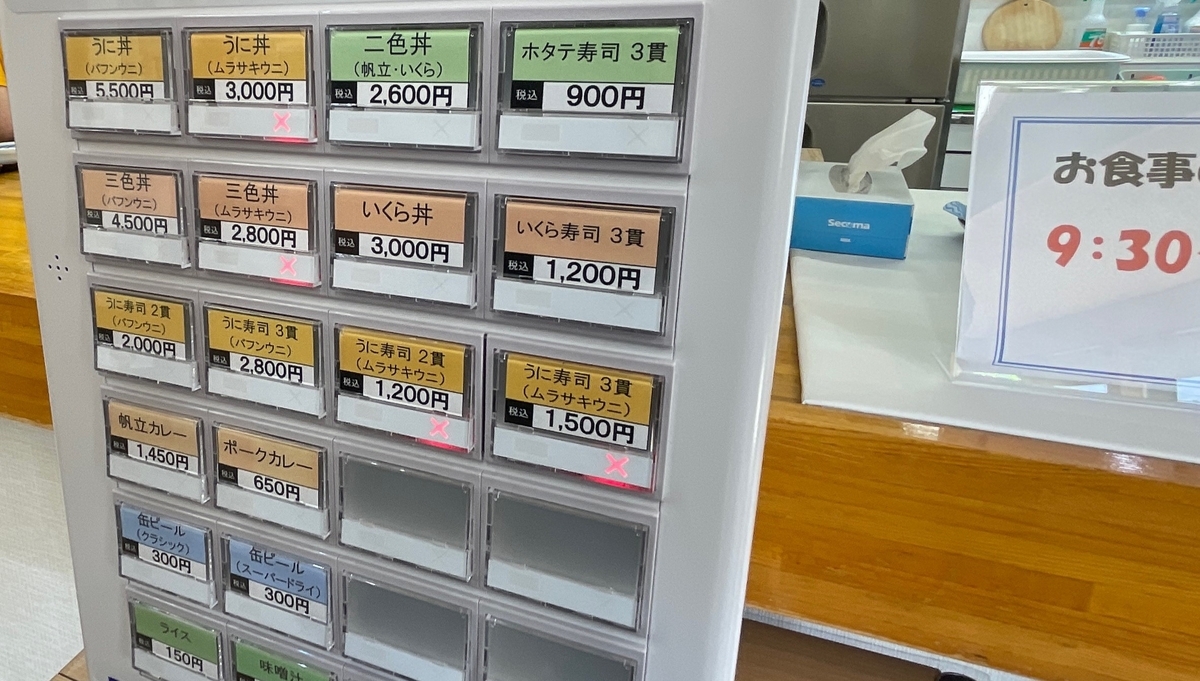 うに丼
(バフンウニ)
税込 5,500円
うに丼
(ムラサキウニ)
税込 3,000円
二色丼
(帆立・いくら)
税込 2,600円
ホタテ寿司 3貫
税込 900円
三色丼
(バフンウニ)
税込 4,500円
三色丼
(ムラサキウニ)
税込 2,800円
いくら丼
税込 3,000円
いくら寿司 3貫
税込 1,200円
うに寿司 2貫
(バフンウニ)
税込 2,000円
うに寿司 3貫
(バフンウニ)
税込 2,800円
うに寿司 2貫
(ムラサキウニ)
税込 1,200円
うに寿司 3貫
(ムラサキウニ)
税込 1,500円
帆立カレー
税込 1,450円
ポークカレー
税込 650円
缶ビール
(クラシック)
税込 300円
缶ビール
(スーパードライ)
税込 300円
ライス
税込 150円
味噌汁
Secoma
お食事の
9:30